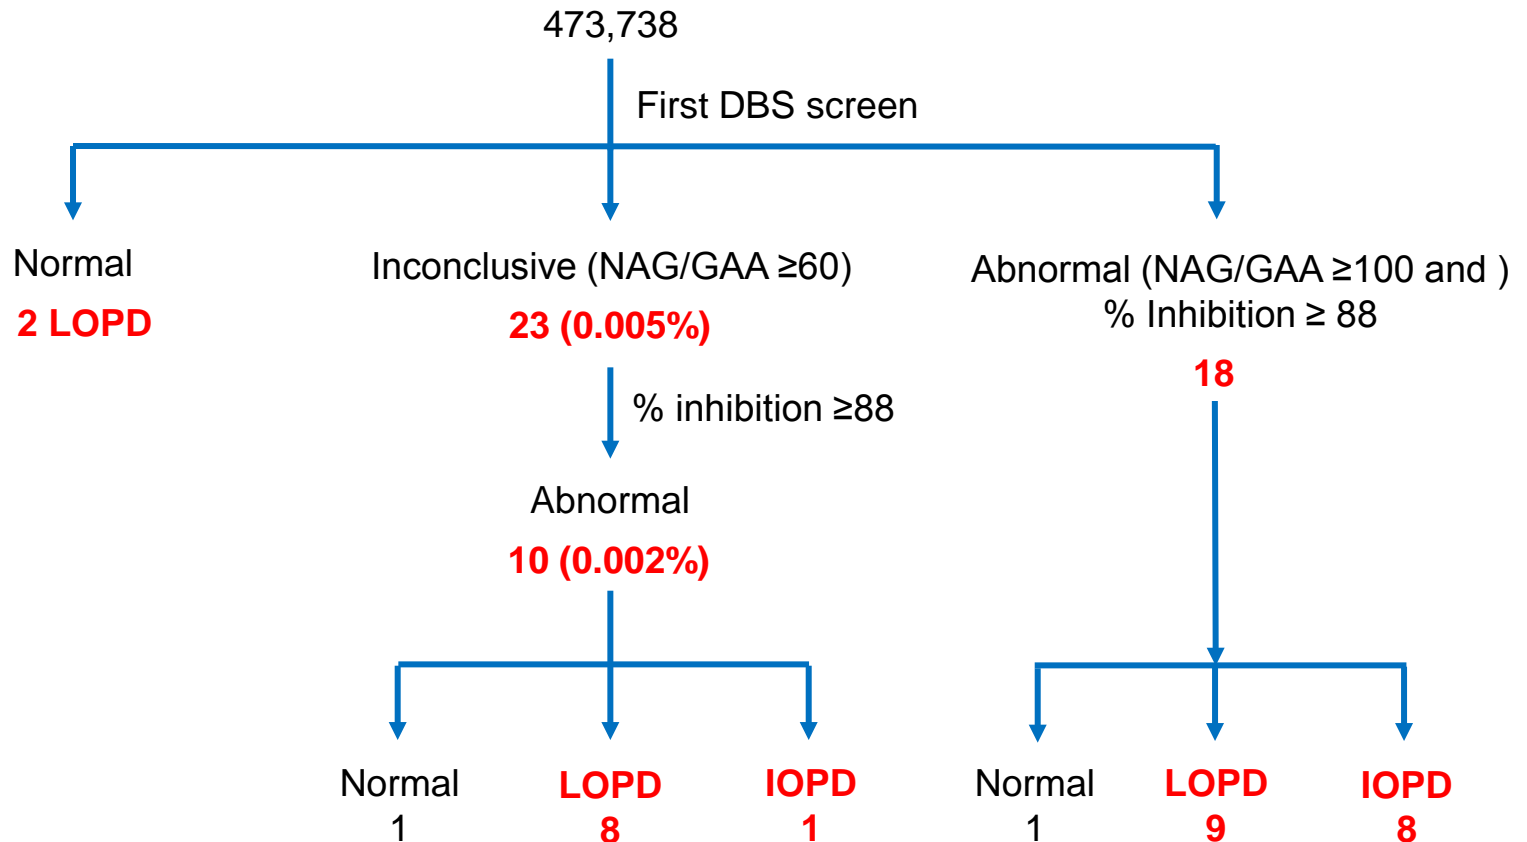 473,738
First DBS screen
Normal
2 LOPD
Inconclusive (NAG/GAA ≥60)
23 (0.005%)
% inhibition ≥88
Abnormal
10 (0.002%)
Normal
1
LOPD
8
IOPD
1
Abnormal (NAG/GAA ≥100 and )
% Inhibition ≥ 88
18
Normal
1
LOPD
9
IOPD
8